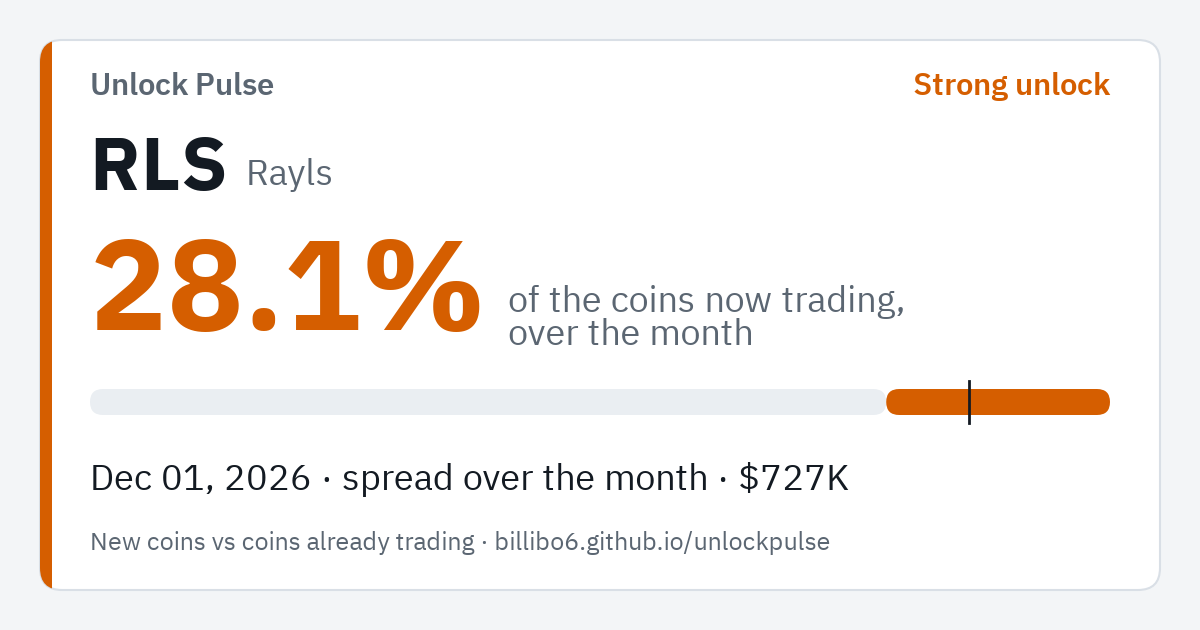 Unlock Pulse
Strong unlock
RLS Rayls
28.1% of the coins now trading,
over the month
Dec 01, 2026 · spread over the month · $727K
New coins vs coins already trading · billibo6.github.io/unlockpulse